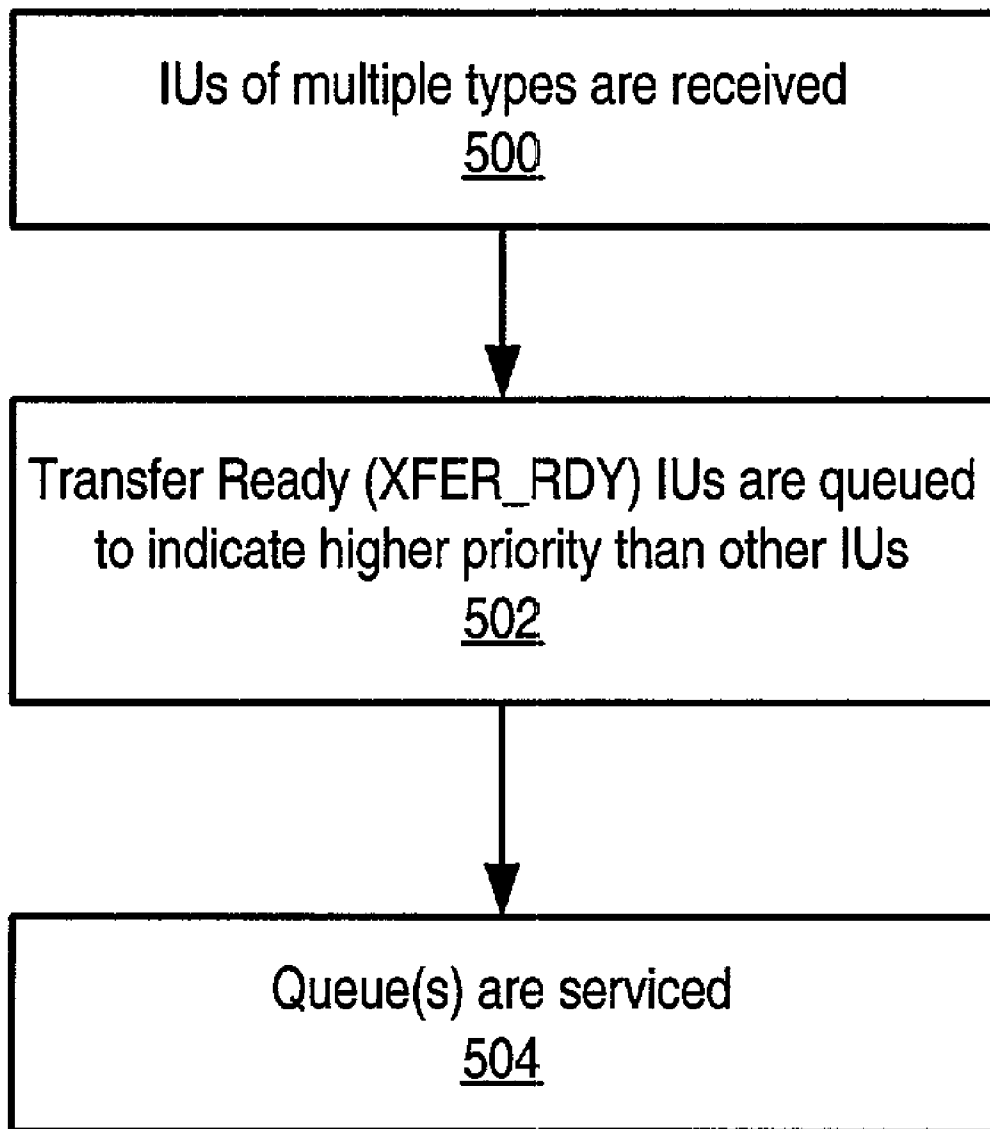 IUs of multiple types are received
500
Transfer Ready (XFER_RDY) IUs are queued
to indicate higher priority than other IUs
502
Queue(s) are serviced
504